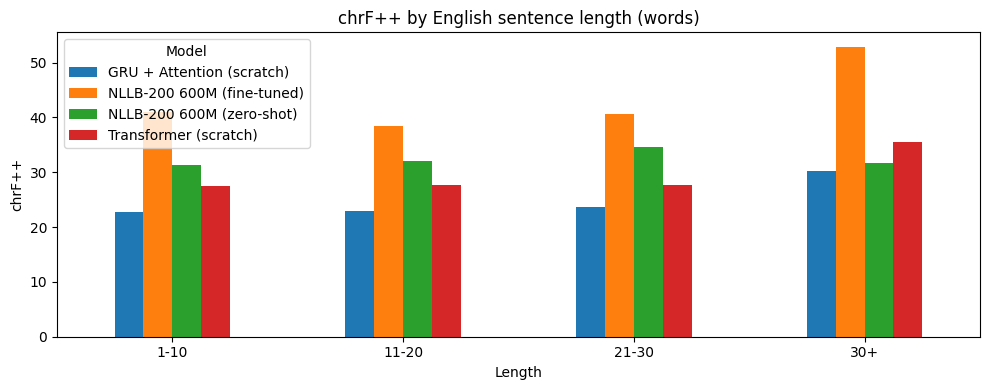 chrF++ by English sentence length (words)
Model
GRU + Attention (scratch)
NLLB-200 600M (fine-tuned)
NLLB-200 600M (zero-shot)
Transformer (scratch)
chrF++
50
40
30
20
10
0
1-10 11-20 21-30 30+
Length